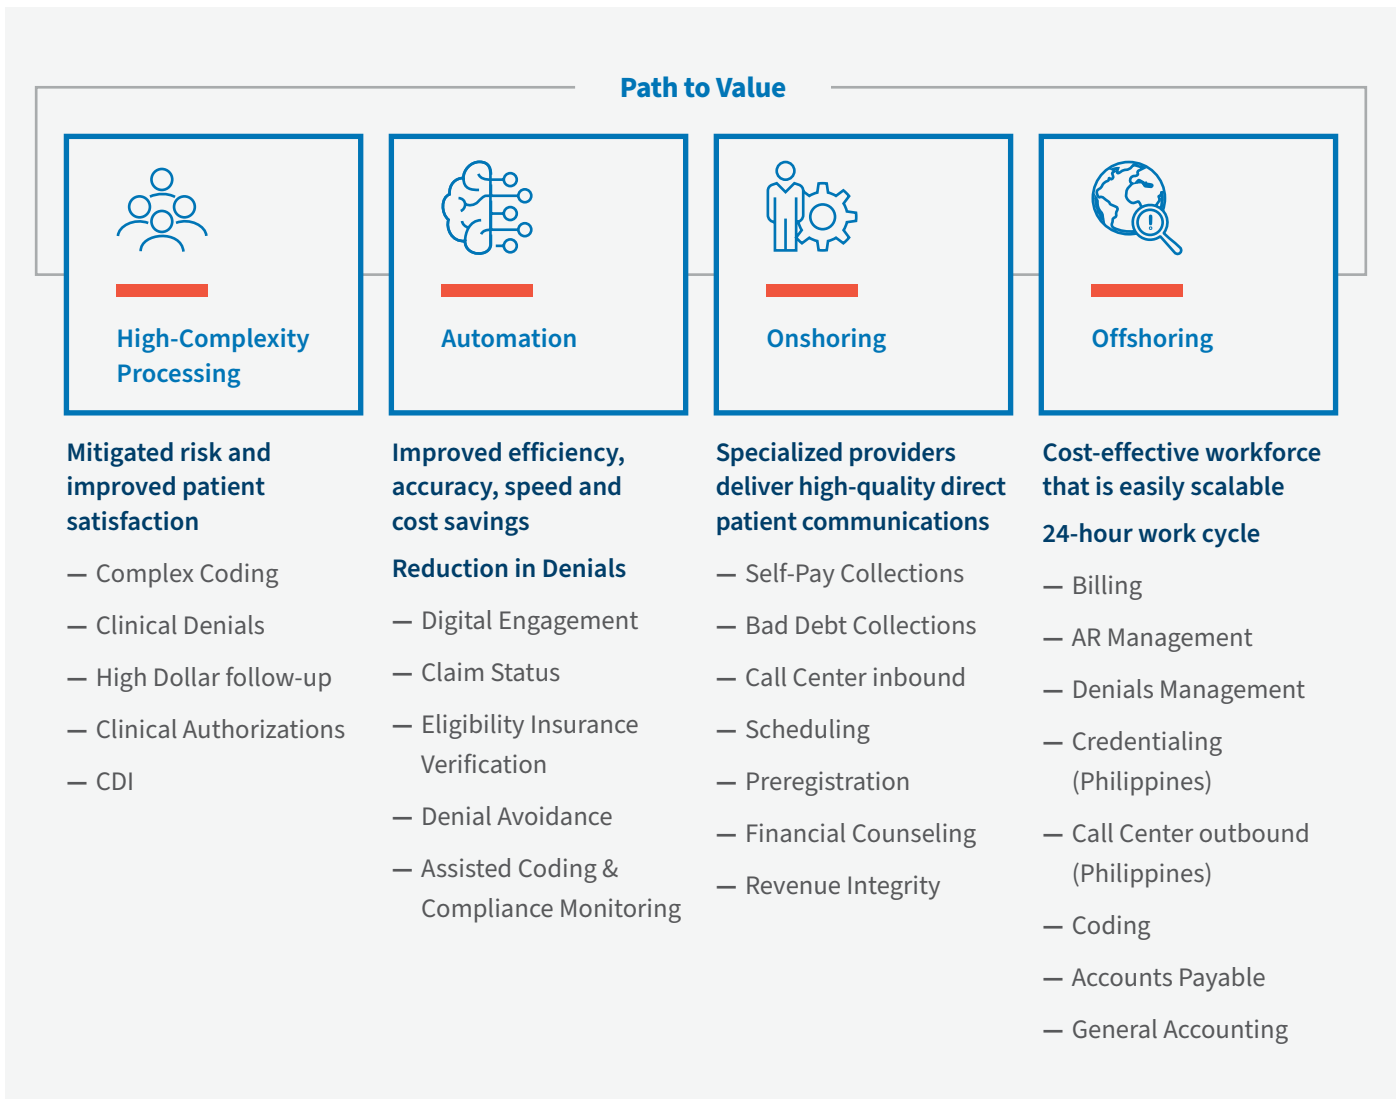 Path to Value
High-Complexity
Processing
Mitigated risk and
improved patient
satisfaction
— Complex Coding
— Clinical Denials
— High Dollar follow-up
— Clinical Authorizations
— CDI
Automation
Improved efficiency,
accuracy, speed and
cost savings
Reduction in Denials
— Digital Engagement
— Claim Status
— Eligibility Insurance
Verification
— Denial Avoidance
— Assisted Coding &
Compliance Monitoring
Onshoring
Specialized providers
deliver high-quality direct
patient communications
— Self-Pay Collections
— Bad Debt Collections
— Call Center inbound
— Scheduling
— Preregistration
— Financial Counseling
— Revenue Integrity
Offshoring
Cost-effective workforce
that is easily scalable
24-hour work cycle
— Billing
— AR Management
— Denials Management
— Credentialing
(Philippines)
— Call Center outbound
(Philippines)
— Coding
— Accounts Payable
— General Accounting